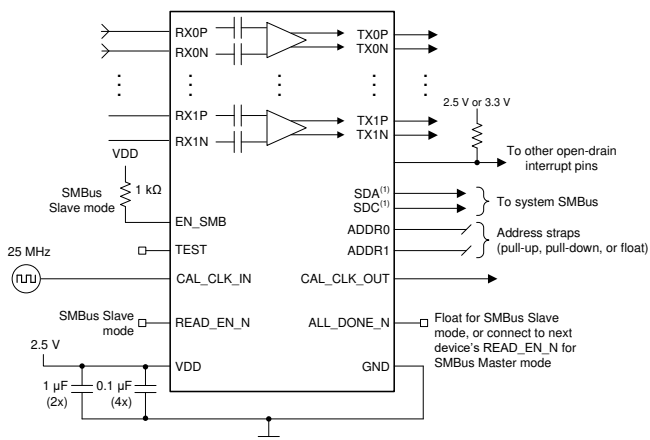 RX0P
TX0P
RX0N
TX0N
2.5 V or 3.3 V
RX1P
TX1P
RX1N
TX1N
VDD
To other open-drain
interrupt pins
SMBus
Slave mode
1 kΩ
SDA(1)
SDC(1)
To system SMBus
EN_SMB
ADDR0
ADDR1
Address straps
(pull-up, pull-down, or float)
TEST
25 MHz
CAL_CLK_IN
CAL_CLK_OUT
SMBus Slave
mode
READ_EN_N
ALL_DONE_N
Float for SMBus Slave
mode, or connect to next
device's READ_EN_N for
SMBus Master mode
2.5 V
VDD
GND
1 µF
(2x)
0.1 µF
(4x)